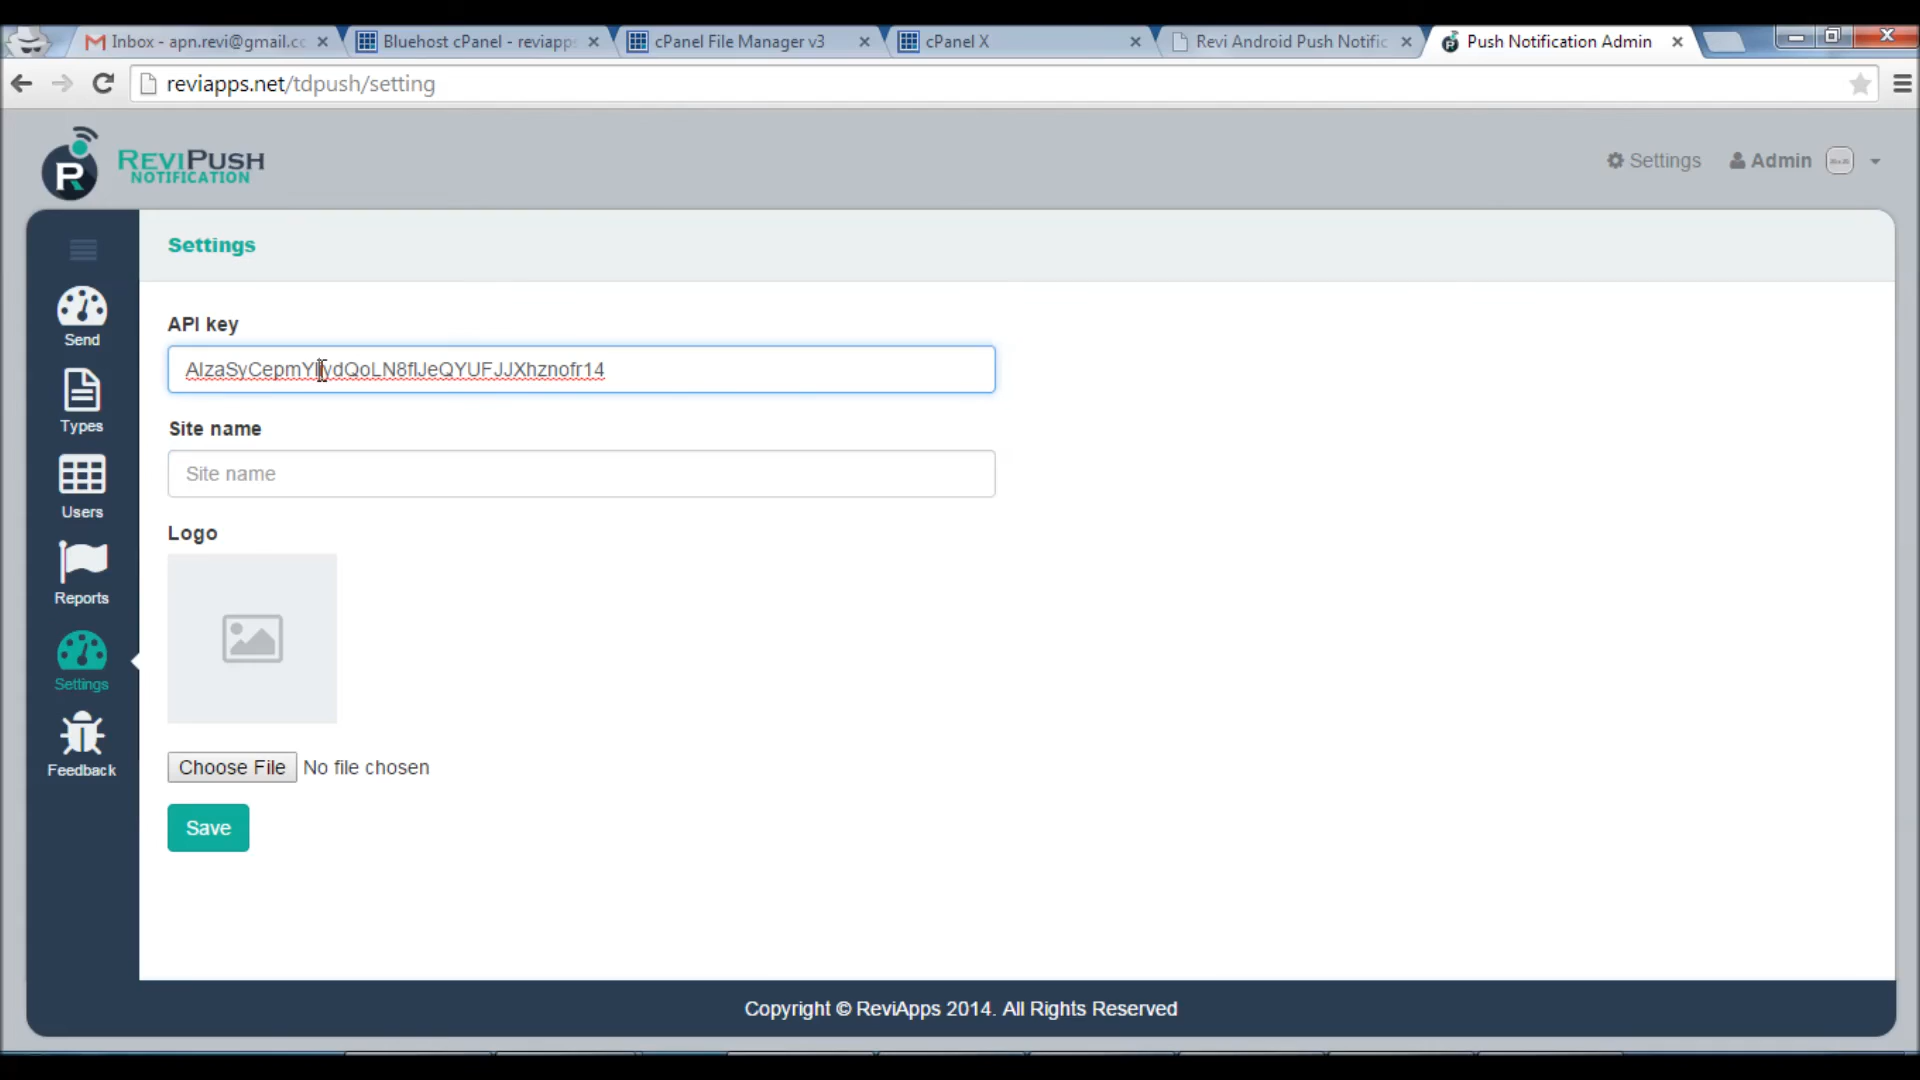 Inbox - apn.revi@gmail.cc
Bluehost cPanel - reviapps
cPanel File Manager v3
cPanel X
Revi Android Push Notific
Push Notification Admin
reviapps.net/tdpush/setting
R
REVIPUSH
NOTIFICATION
Settings
Admin
Settings
Send
Types
Users
Reports
Settings
Feedback
API key
Site name
Site name
Logo
Choose File No file chosen
Save
Copyright © ReviApps 2014. All Rights Reserved